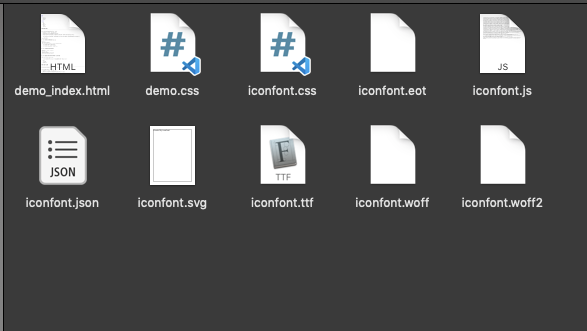 HTML
#
#
JS
demo_index.html
demo.css
iconfont.css
iconfont.eot
iconfont.js
JSON
F
TTF
iconfont.json
iconfont.svg
iconfont.ttf
iconfont.woff
iconfont.woff2